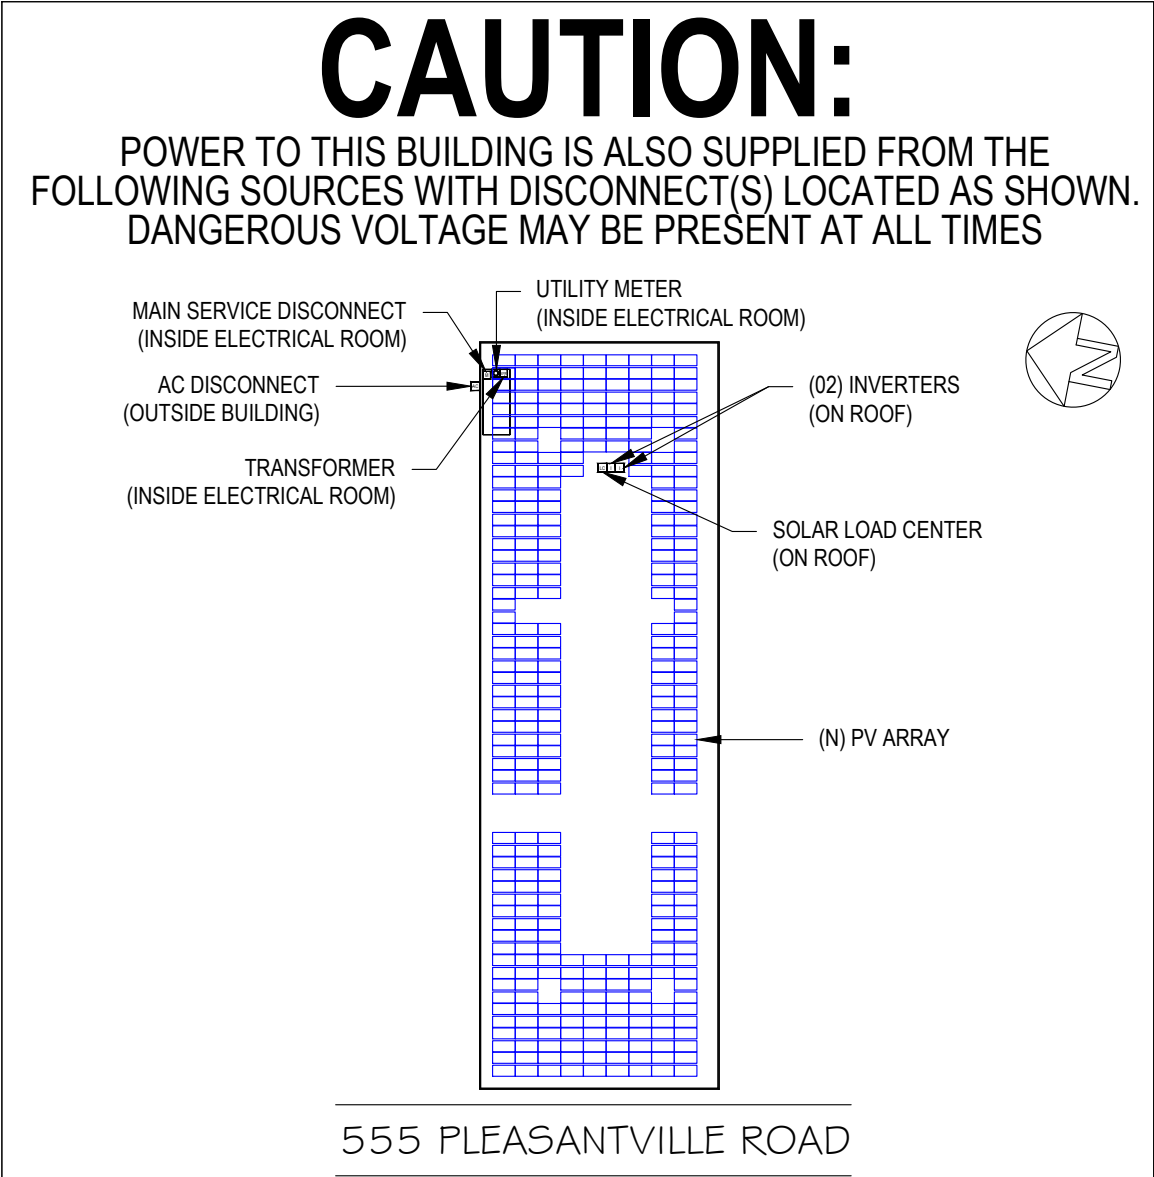 CAUTION:
POWER TO THIS BUILDING IS ALSO SUPPLIED FROM THE
FOLLOWING SOURCES WITH DISCONNECT(S) LOCATED AS SHOWN.
DANGEROUS VOLTAGE MAY BE PRESENT AT ALL TIMES
UTILITY METER
(INSIDE ELECTRICAL ROOM)
MAIN SERVICE DISCONNECT
(INSIDE ELECTRICAL ROOM)
AC DISCONNECT
(OUTSIDE BUILDING)
TRANSFORMER
(INSIDE ELECTRICAL ROOM)
N
(02) INVERTERS
(ON ROOF)
SOLAR LOAD CENTER
(ON ROOF)
(N) PV ARRAY
555 PLEASANTVILLE ROAD